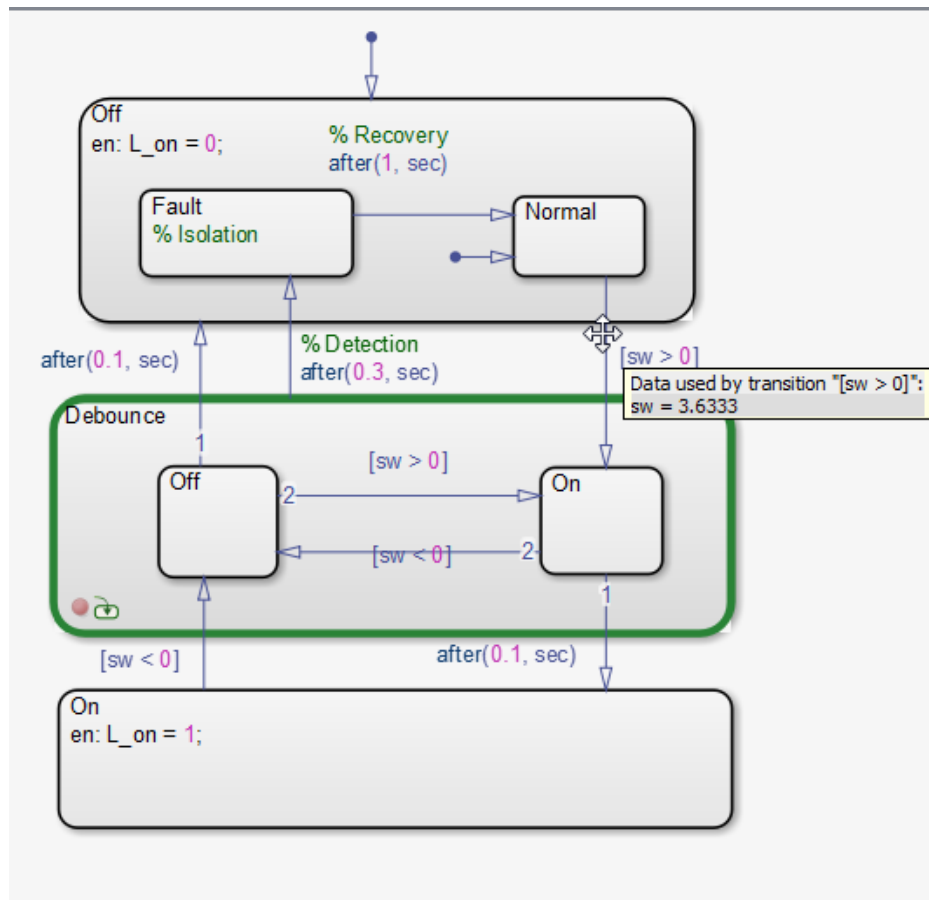 Off
en: L_on = 0;
% Recovery
after(1, sec)
Fault
% Isolation
Normal
after(0.1, sec)
% Detection
after(0.3, sec)
[sw > 0]
Data used by transition "[sw > 0]":
sw = 3.6333
Debounce
1
Off
[sw > 0]
2
On
[sw < 0]
2
1
[sw < 0]
after(0.1, sec)
On
en: L_on = 1;